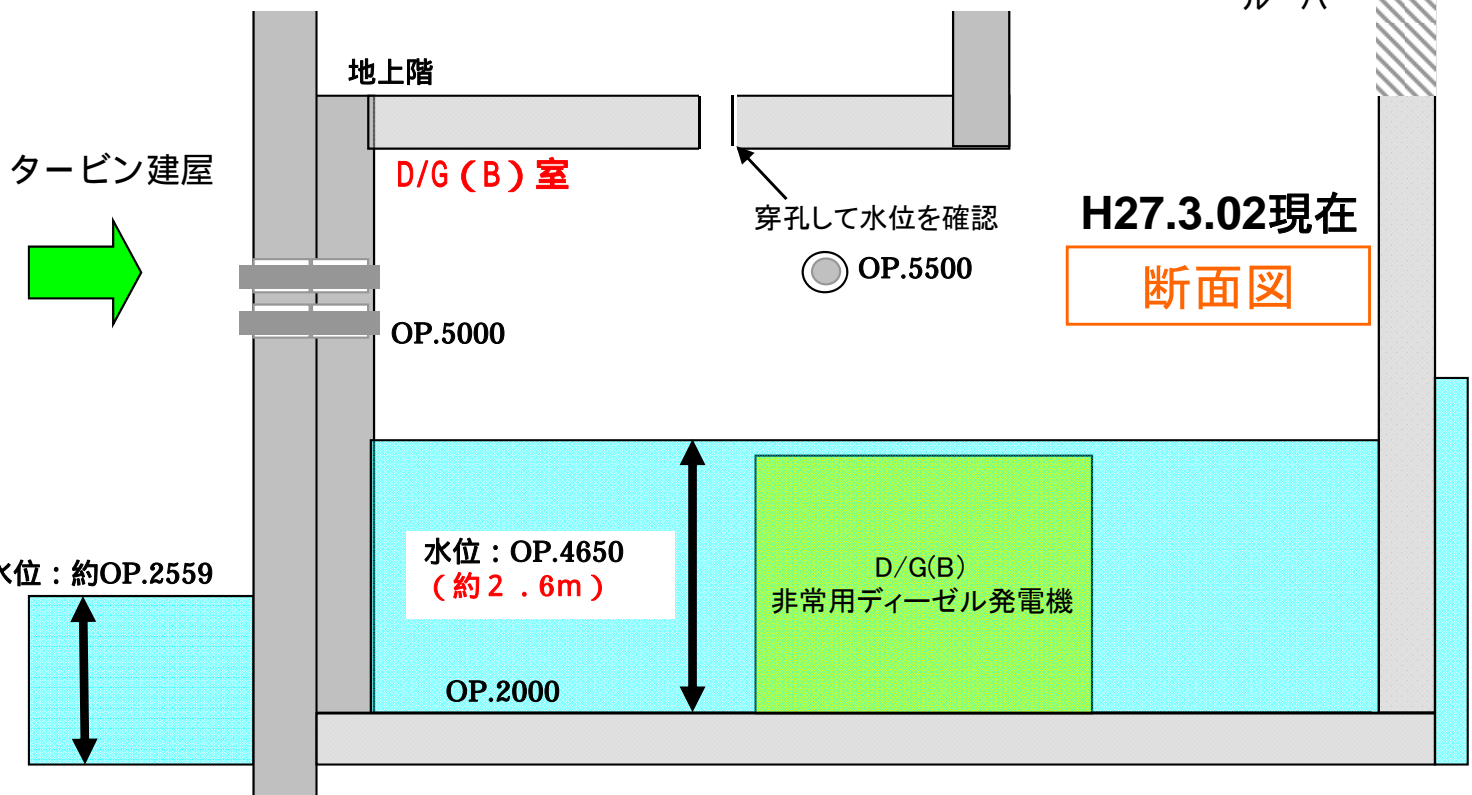 ルーバ
地上階
タービン建屋
D/G(B)室
穿孔して水位を確認
H27.3.02現在
OP.5500
断面図
OP.5000
水位:OP.4650
(約2.6m)
D/G(B)
非常用ディーゼル発電機
水位:約OP.2559
OP.2000